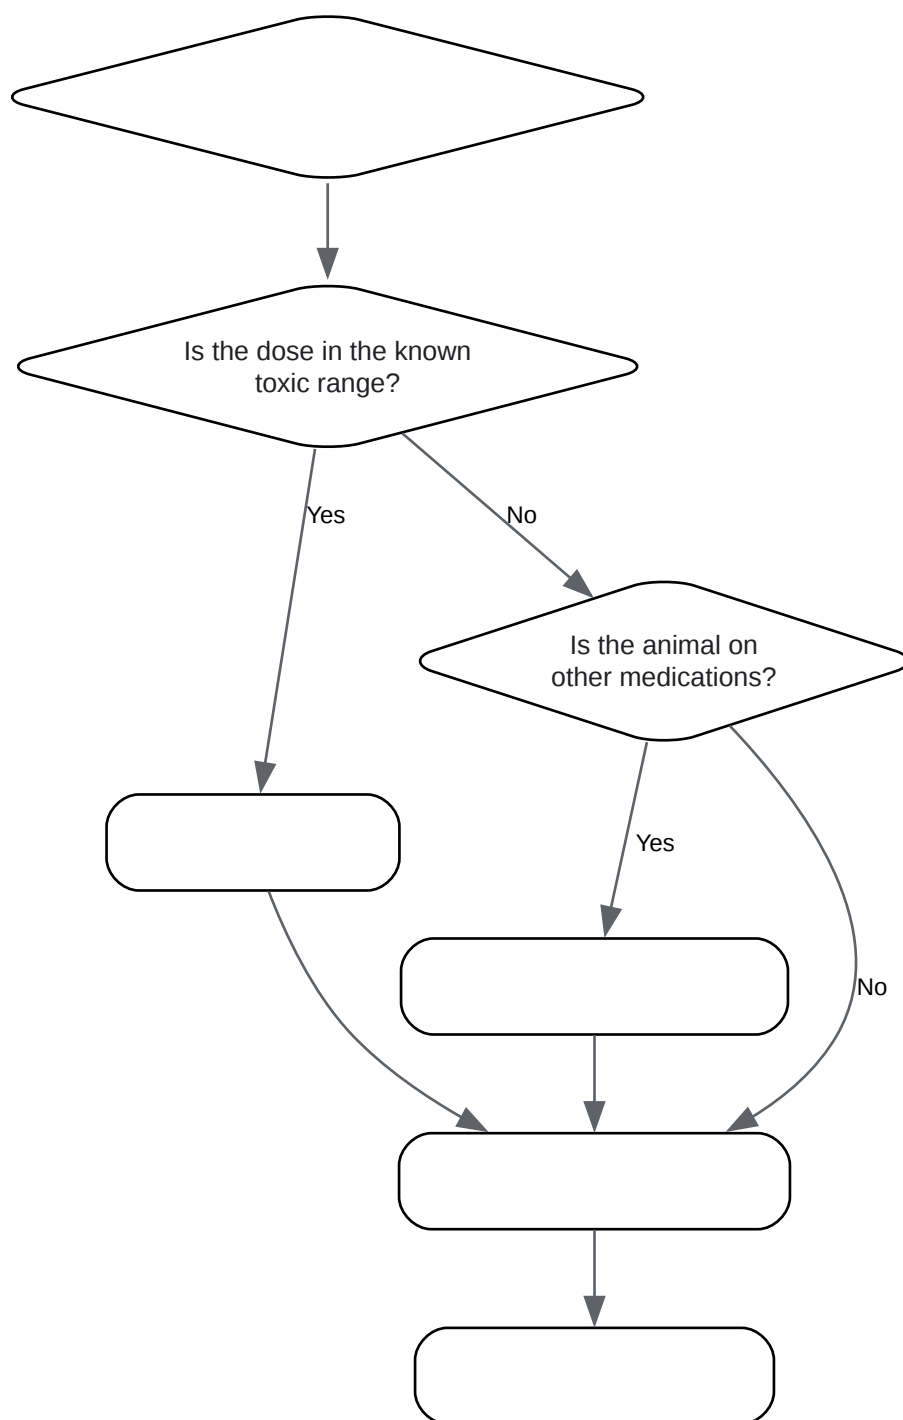 Is the dose in the known
toxic range?
Yes
No
Is the animal on
other medications?
Yes
No